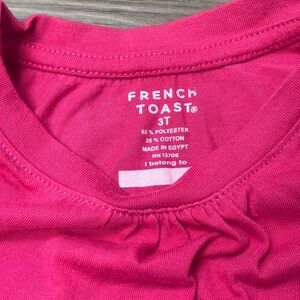 FRENCH
TOAST®
3T
65 % POLYESTER
35 % COTTON
MADE IN EGYPT
RN 13706
I belong to